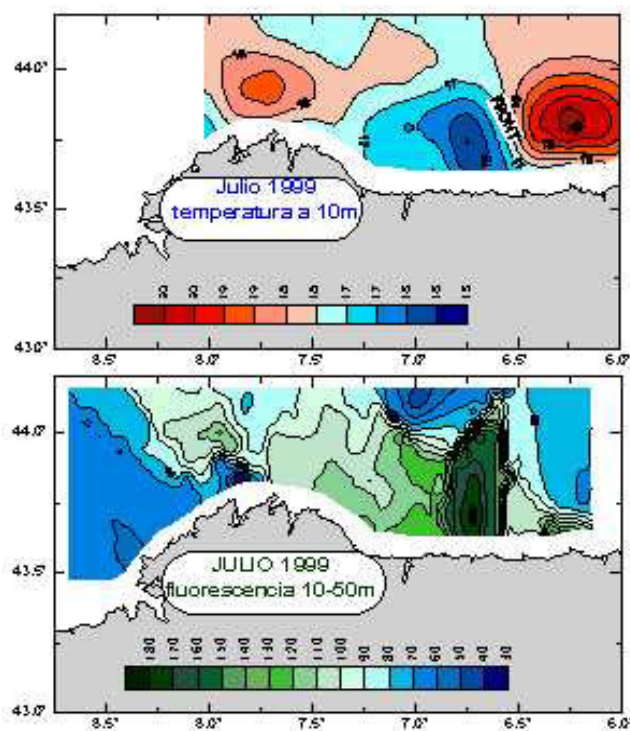 44.0°
FRONT
Julio 1999
temperatura a 10m
43.5°
20 20 19 19 18 18 17 17 16 16 15
43.0°
8.5° 8.0° 7.5° 7.0° 6.5° 6.0°
44.0°
43.5°
JULIO 1999
fluorescencia 10-50m
180 170 160 150 140 130 120 110 100 90 80 70 60 50 40 30
43.0°
8.5° 8.0° 7.5° 7.0° 6.5° 6.0°